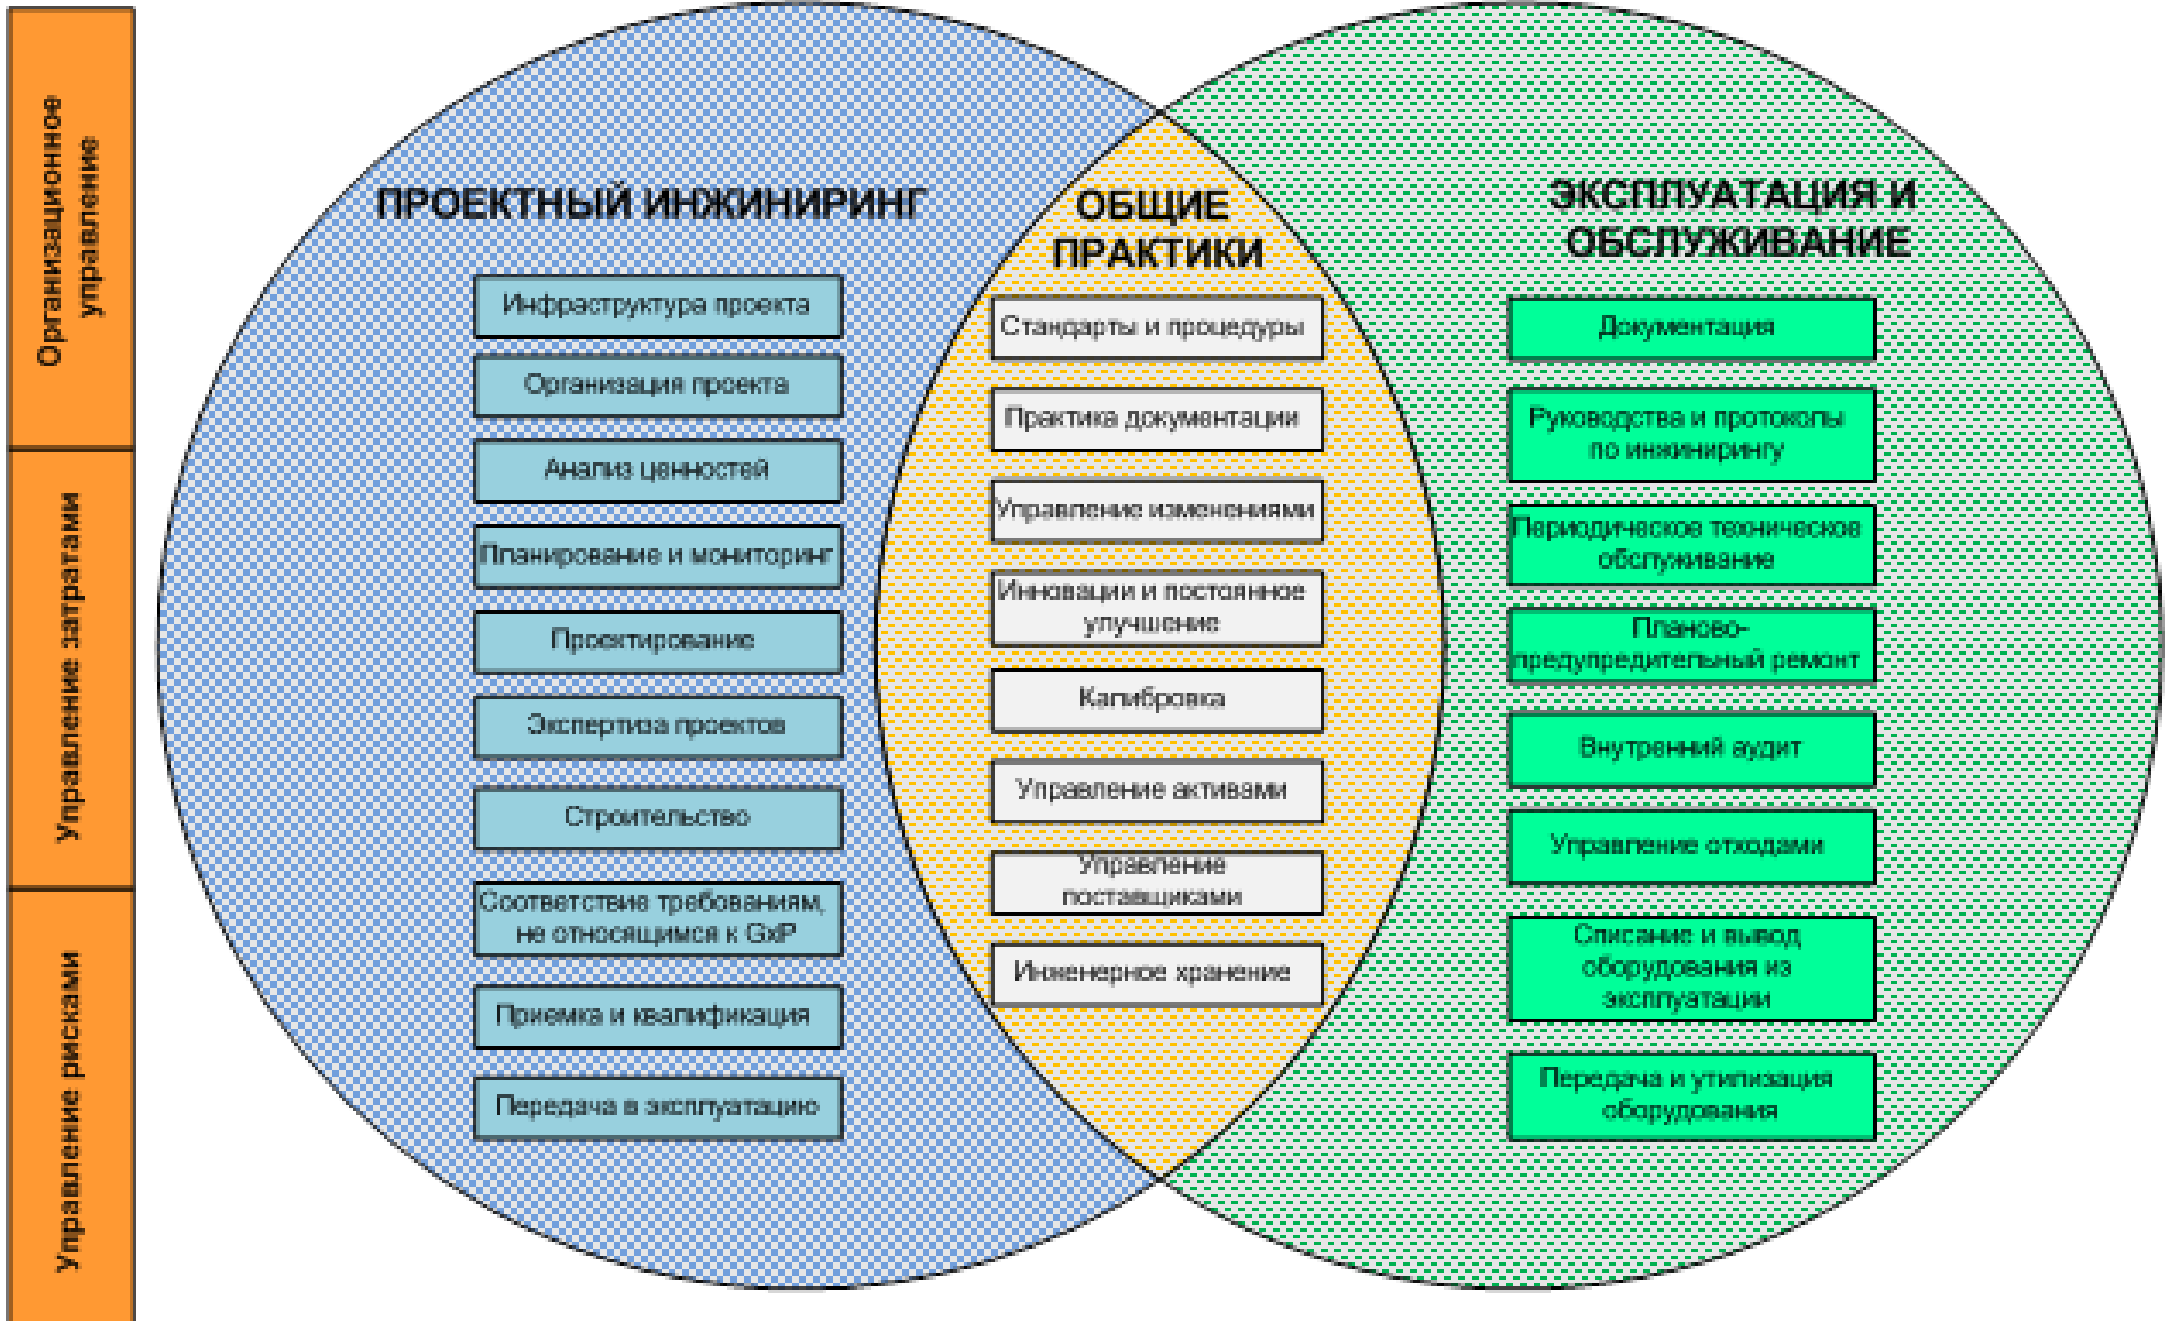 Организационное
управление
Управление затратами
Управление рисками
ПРОЕКТНЫЙ ИНЖИНИРИНГ
Инфраструктура проекта
Организация проекта
Анализ ценностей
Планирование и мониторинг
Проектирование
Экспертиза проектов
Строительство
Соответствие требованиям,
не относящимся к GxP
Приемка и квалификация
Передача в эксплуатацию
ОБЩИЕ
ПРАКТИКИ
Стандарты и процедуры
Практика документации
Управление изменениями
Инновации и постоянное
улучшение
Калибровка
Управление активами
Управление
поставщиками
Инженерное хранение
ЭКСПЛУАТАЦИЯ И
ОБСЛУЖИВАНИЕ
Документация
Руководства и протоколы
по инжинирингу
Периодическое техническое
обслуживание
Планово-
предупредительный ремонт
Внутренний аудит
Управление отходами
Списание и вывод
оборудования из
эксплуатации
Передача и утилизация
оборудования